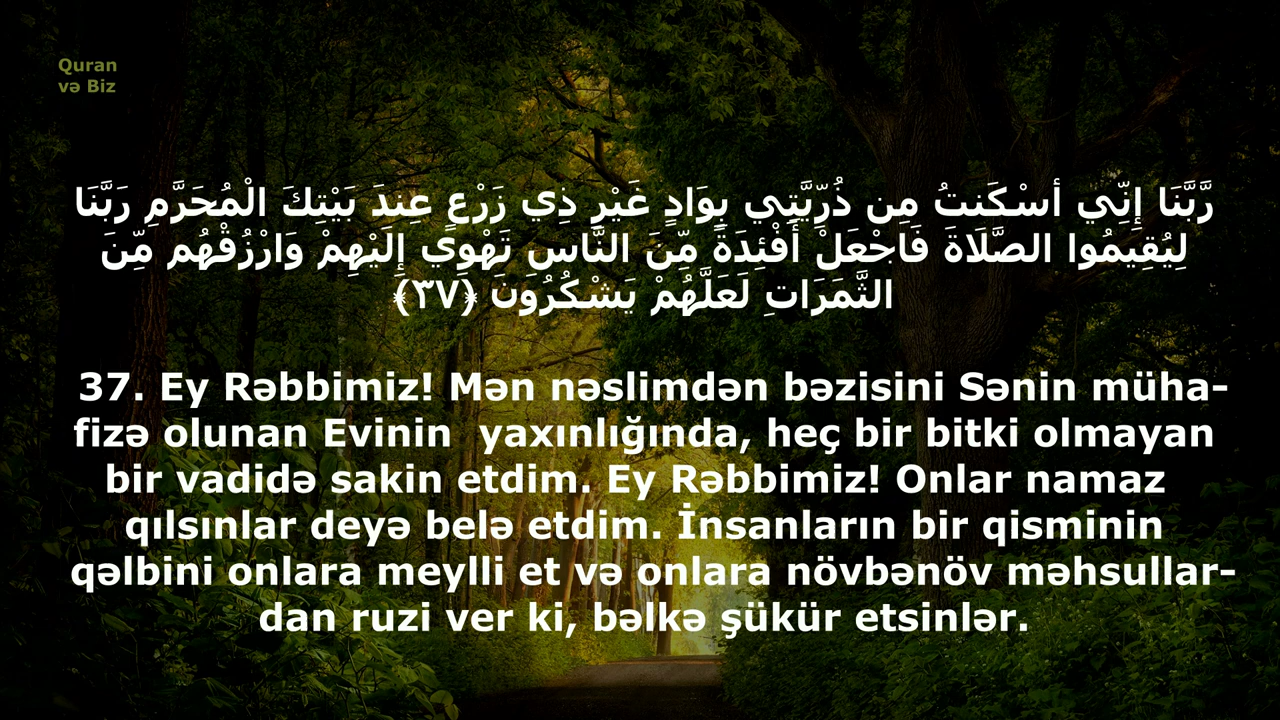 Quran
və Biz
رَّبَّنَا إِنِّي أَسْكَنتُ مِن ذُرِّيَّتِي بِوَادٍ غَيْرِ ذِي زَرْعٍ عِندَ بَيْتِكَ الْمُحَرَّمِ رَبَّنَا
لِيُقِيمُوا الصَّلَاةَ فَاجْعَلْ أَفْئِدَةً مِّنَ النَّاسِ تَهْوِي إِلَيْهِمْ وَارْزُقْهُم مِّنَ
الثَّمَرَاتِ لَعَلَّهُمْ يَشْكُرُونَ ﴿٣٧﴾
37. Ey Rəbbimiz! Mən nəslimdən bəzisini Sənin müha-
fizə olunan Evinin yaxınlığında, heç bir bitki olmayan
bir vadidə sakin etdim. Ey Rəbbimiz! Onlar namaz
qılsınlar deyə belə etdim. İnsanların bir qisminin
qəlbini onlara meylli et və onlara növbənöv məhsullar-
dan ruzi ver ki, bəlkə şükür etsinlər.